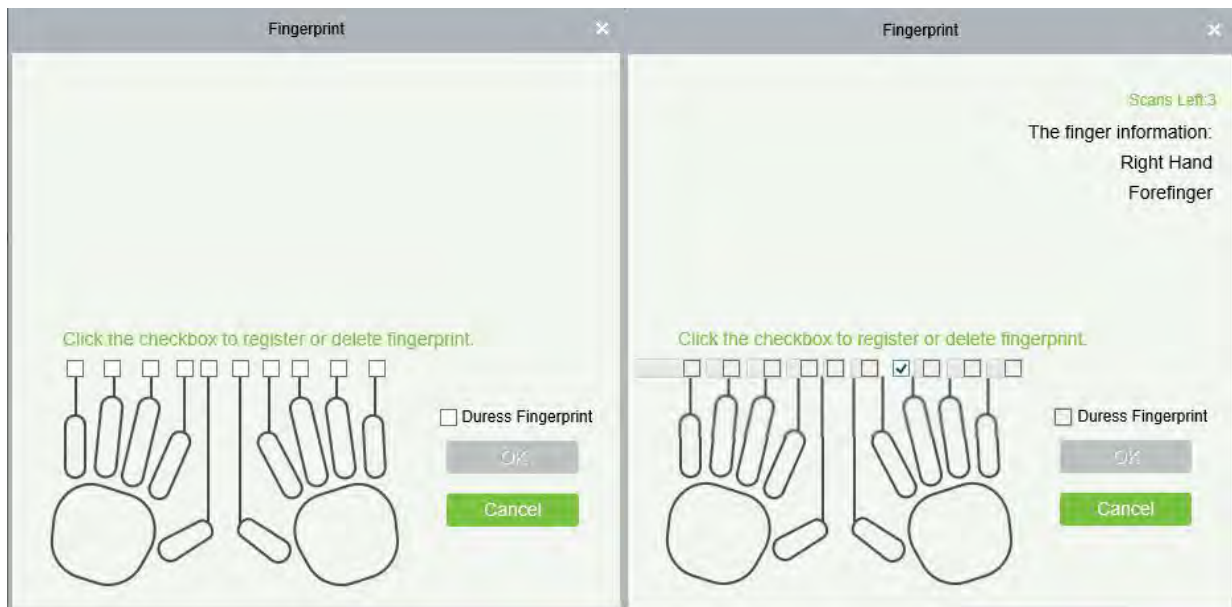 Fingerprint
Click the checkbox to register or delete fingerprint.
Duress Fingerprint
OK
Cancel
Fingerprint
Scans Left:3
The finger information:
Right Hand
Forefinger
Click the checkbox to register or delete fingerprint.
Duress Fingerprint
OK
Cancel